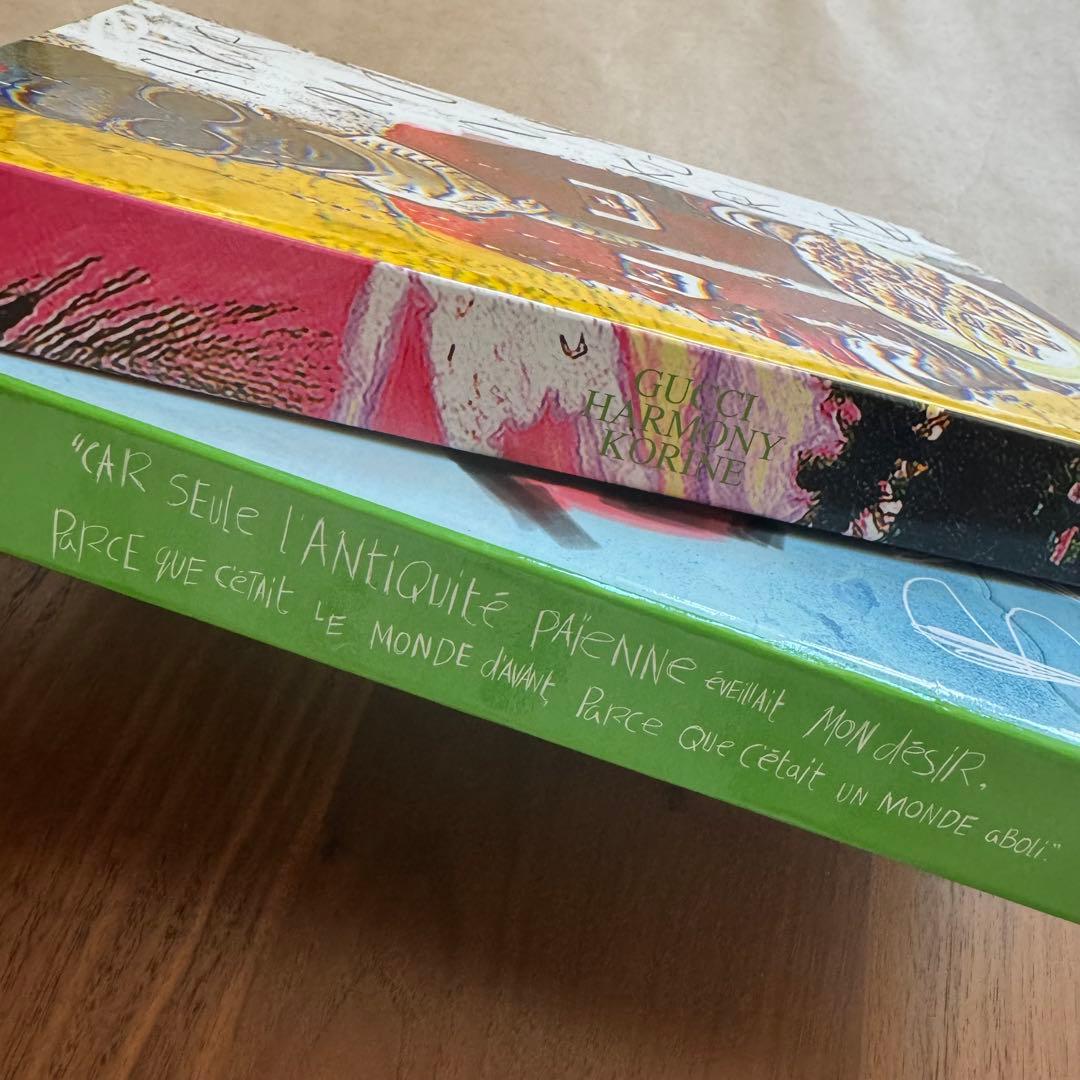 GUCCI
HARMONY
KORINE
"CAR SEULE l'ANTiQUité PAÏENNE éVEillAit MON désiR,
PARCE QUE C'éTAit LE MONDE d'AVANt, PARCE QUE C'était UN MONDE aBOLi."